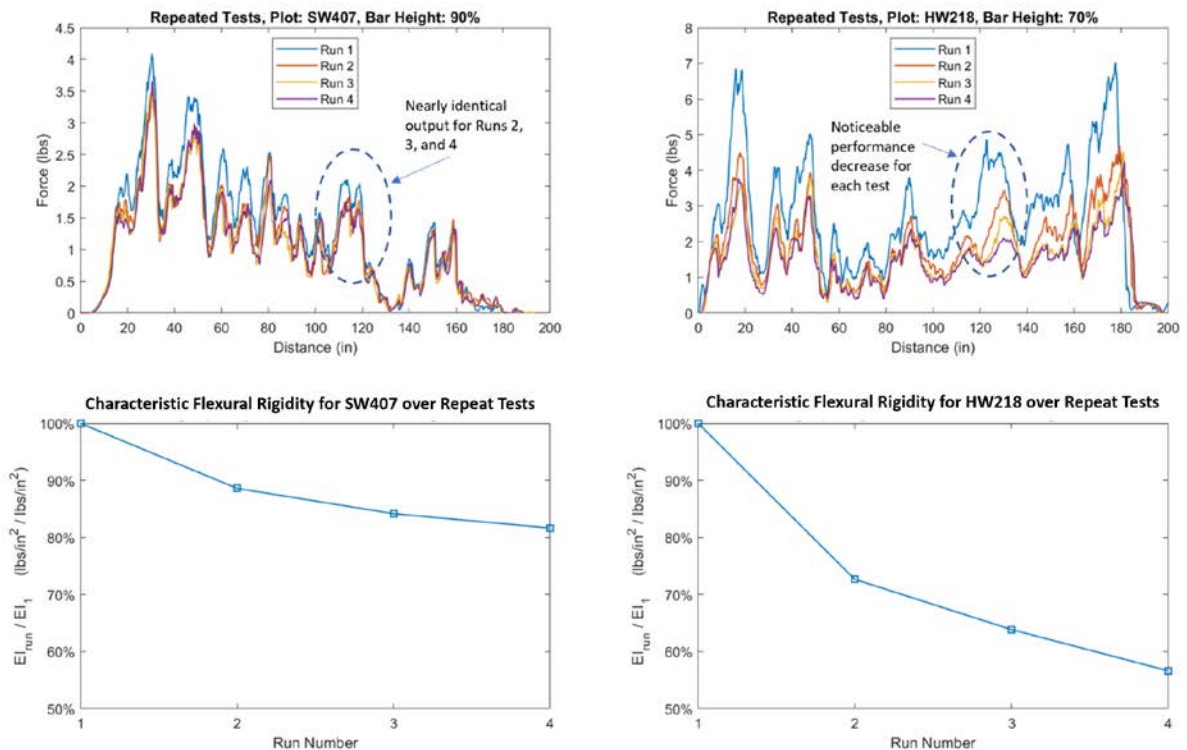 Repeated Tests, Plot: SW407, Bar Height: 90%
4.5
4
3.5
3
2.5
2
1.5
1
0.5
0
Force (lbs)
Run 1
Run 2
Run 3
Run 4
Nearly identical
output for Runs 2,
3, and 4
0 20 40 60 80 100 120 140 160 180 200
Distance (in)
Repeated Tests, Plot: HW218, Bar Height: 70%
8
7
6
5
4
3
2
1
0
Force (lbs)
Run 1
Run 2
Run 3
Run 4
Noticeable
performance
decrease for
each test
0 20 40 60 80 100 120 140 160 180 200
Distance (in)
Characteristic Flexural Rigidity for SW407 over Repeat Tests
100%
90%
80%
70%
60%
50%
EI_run / EI_1 (lbs/in² / lbs/in²)
1 2 3 4
Run Number
Characteristic Flexural Rigidity for HW218 over Repeat Tests
100%
90%
80%
70%
60%
50%
EI_run / EI_1 (lbs/in² / lbs/in²)
1 2 3 4
Run Number